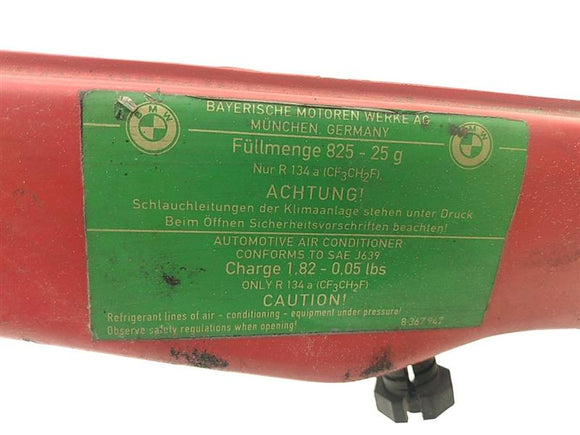 BMW
BMW
BAYERISCHE MOTOREN WERKE AG
MÜNCHEN, GERMANY
Füllmenge 825 - 25 g
Nur R 134 a (CF3CH2F).
ACHTUNG!
Schlauchleitungen der Klimaanlage stehen unter Druck
Beim Öffnen Sicherheitsvorschriften beachten!
AUTOMOTIVE AIR CONDITIONER
CONFORMS TO SAE J639
Charge 1,82 - 0,05 lbs
ONLY R 134 a (CF3CH2F)
CAUTION!
Refrigerant lines of air - conditioning - equipment under pressure!
Observe safety regulations when opening!
8 367 947